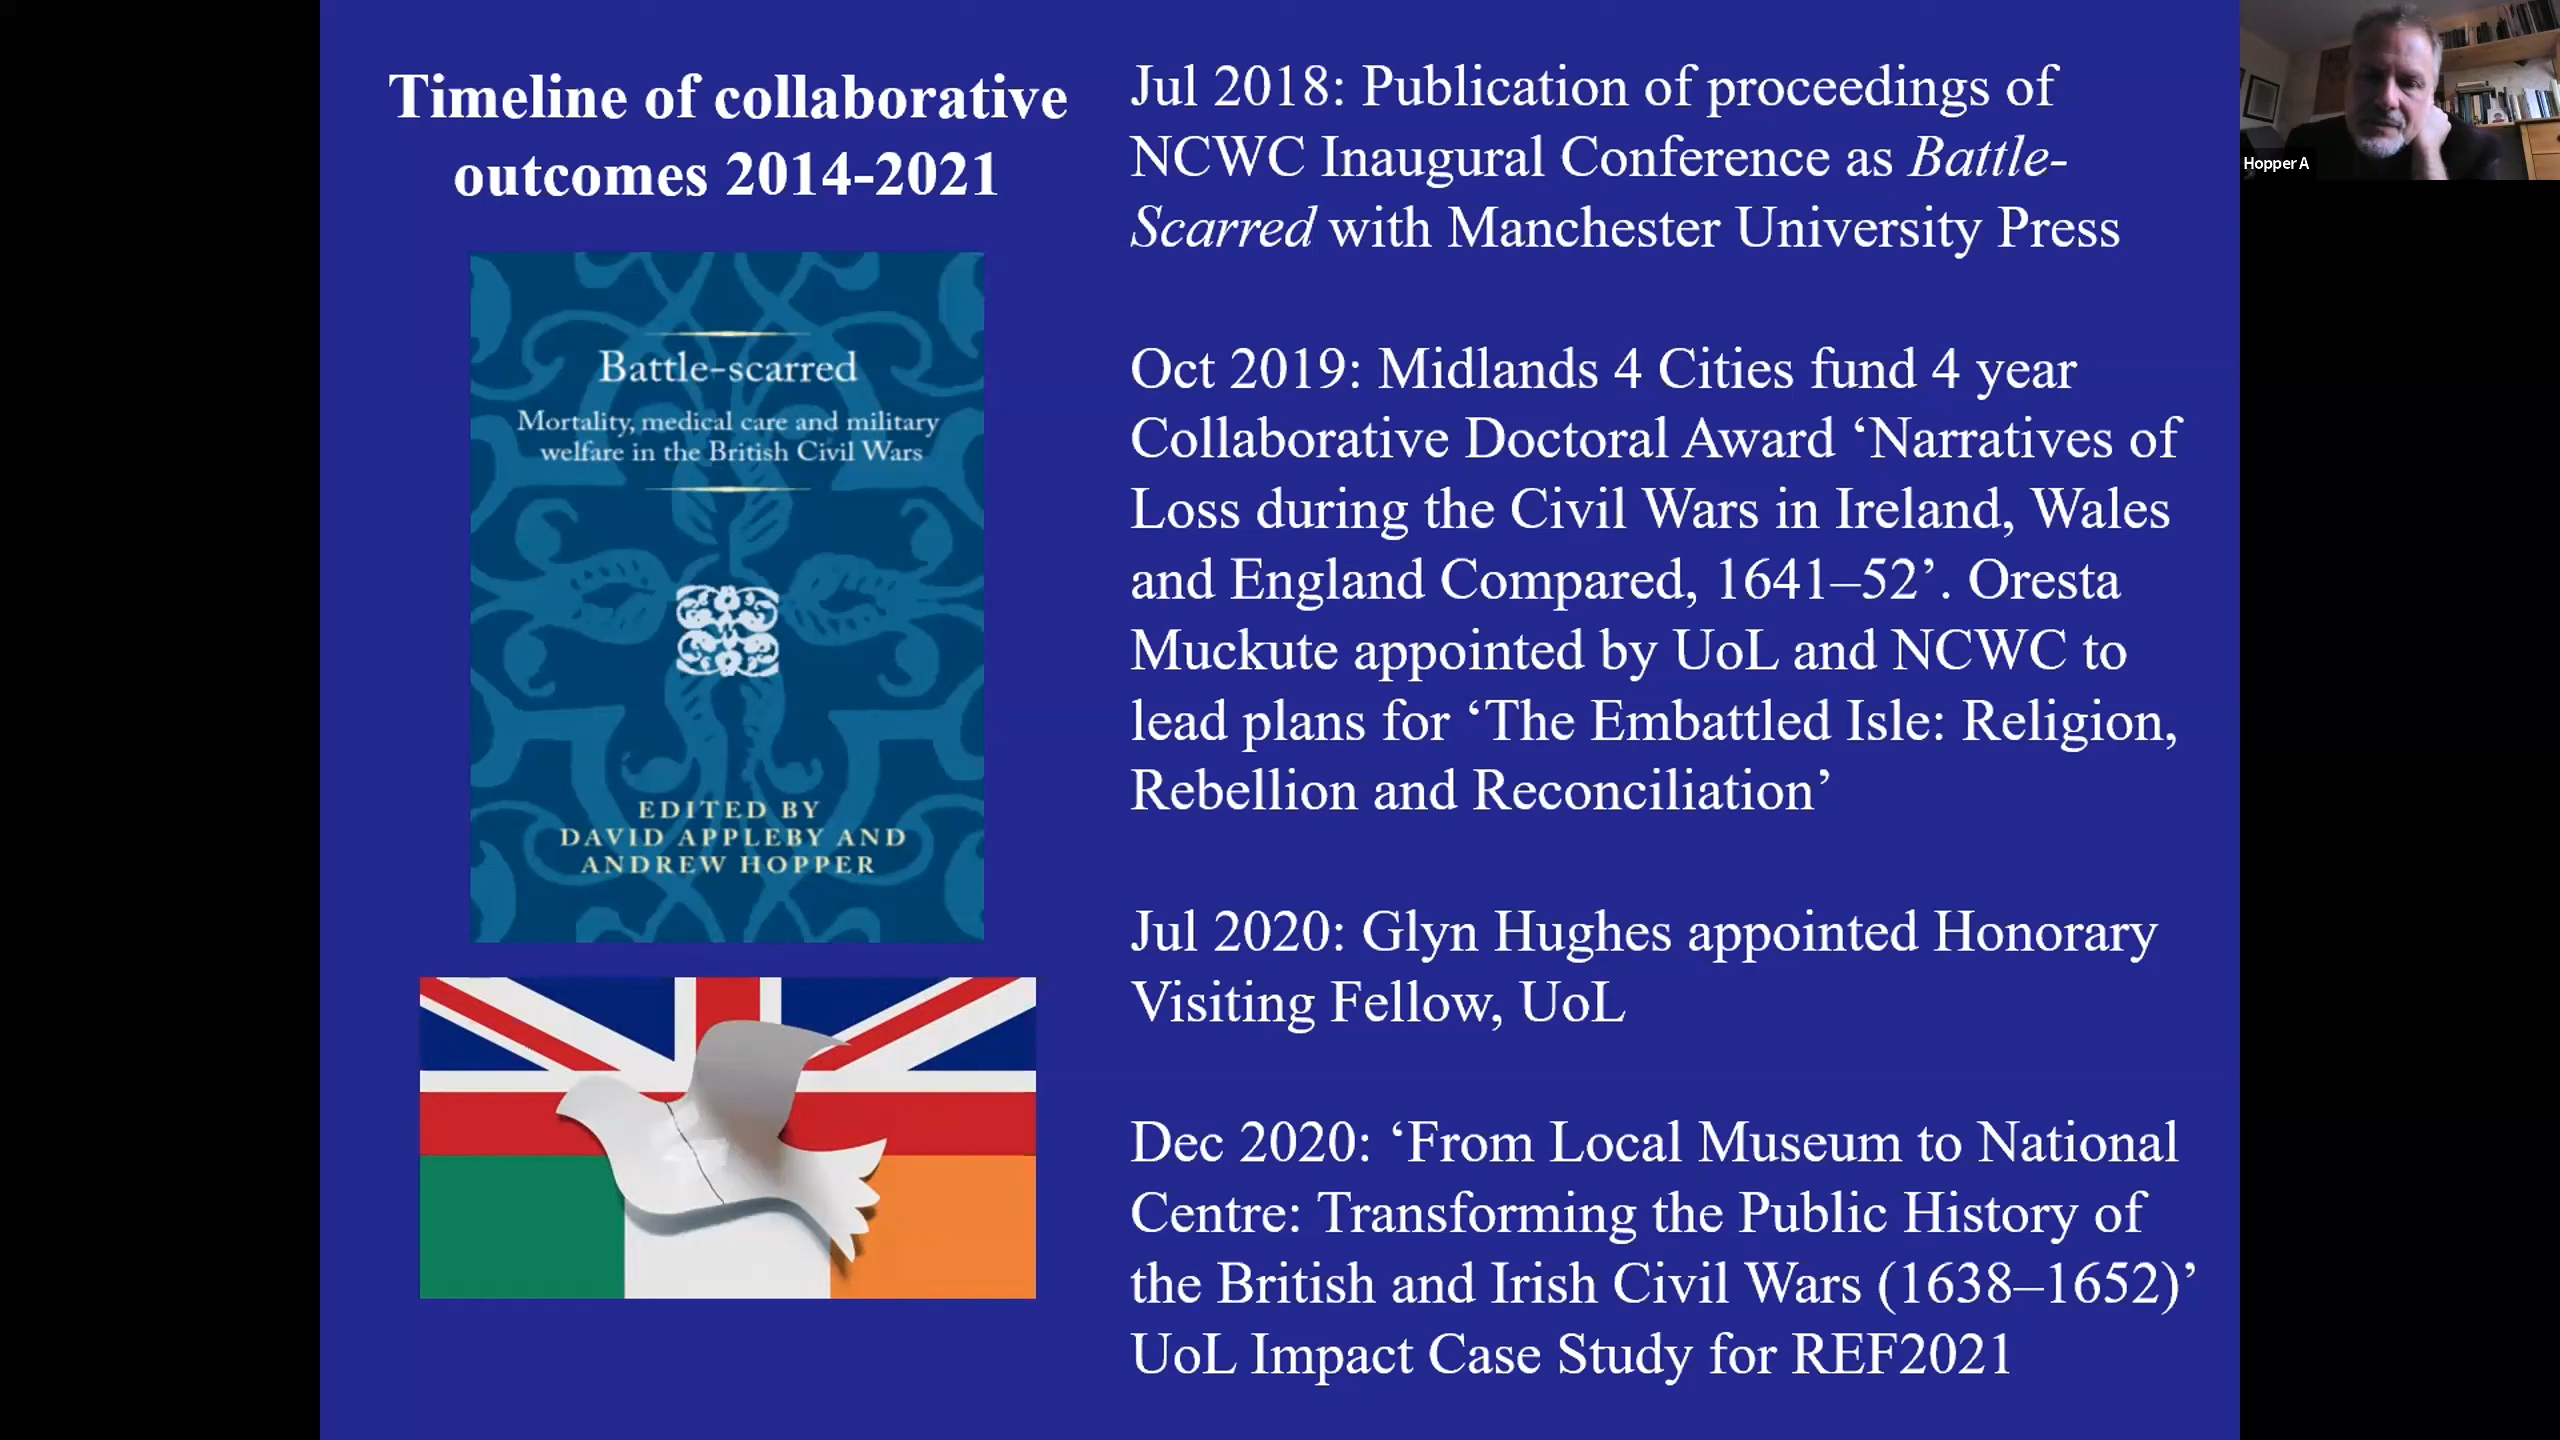 Timeline of collaborative
outcomes 2014-2021
Battle-scarred
Mortality, medical care and military
welfare in the British Civil Wars
EDITED BY
DAVID APPLEBY AND
ANDREW HOPPER
Jul 2018: Publication of proceedings of
NCWC Inaugural Conference as Battle-
Scarred with Manchester University Press
Oct 2019: Midlands 4 Cities fund 4 year
Collaborative Doctoral Award ‘Narratives of
Loss during the Civil Wars in Ireland, Wales
and England Compared, 1641–52’. Oresta
Muckute appointed by UoL and NCWC to
lead plans for ‘The Embattled Isle: Religion,
Rebellion and Reconciliation’
Jul 2020: Glyn Hughes appointed Honorary
Visiting Fellow, UoL
Dec 2020: ‘From Local Museum to National
Centre: Transforming the Public History of
the British and Irish Civil Wars (1638–1652)’
UoL Impact Case Study for REF2021
Hopper A